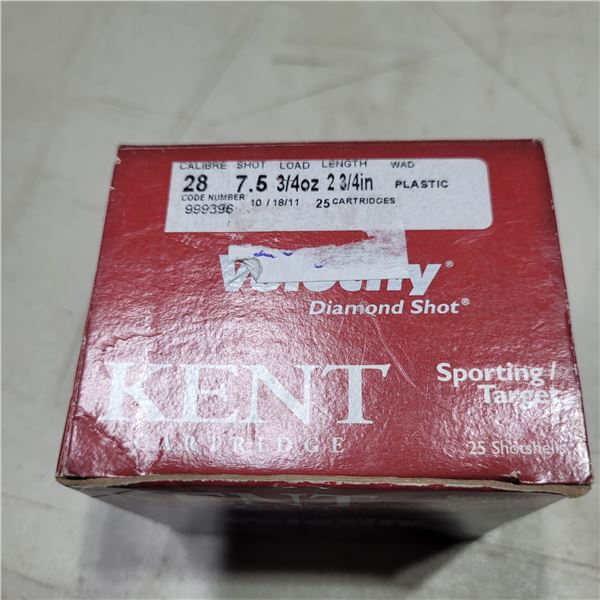 CALIBRE SHOT LOAD LENGTH WAD
28 7.5 3/4oz 2 3/4in PLASTIC
CODE NUMBER 10/18/11 25 CARTRIDGES
999396
Velocity®
Diamond Shot®
KENT
CARTRIDGE
Sporting/
Target
25 Shotshells